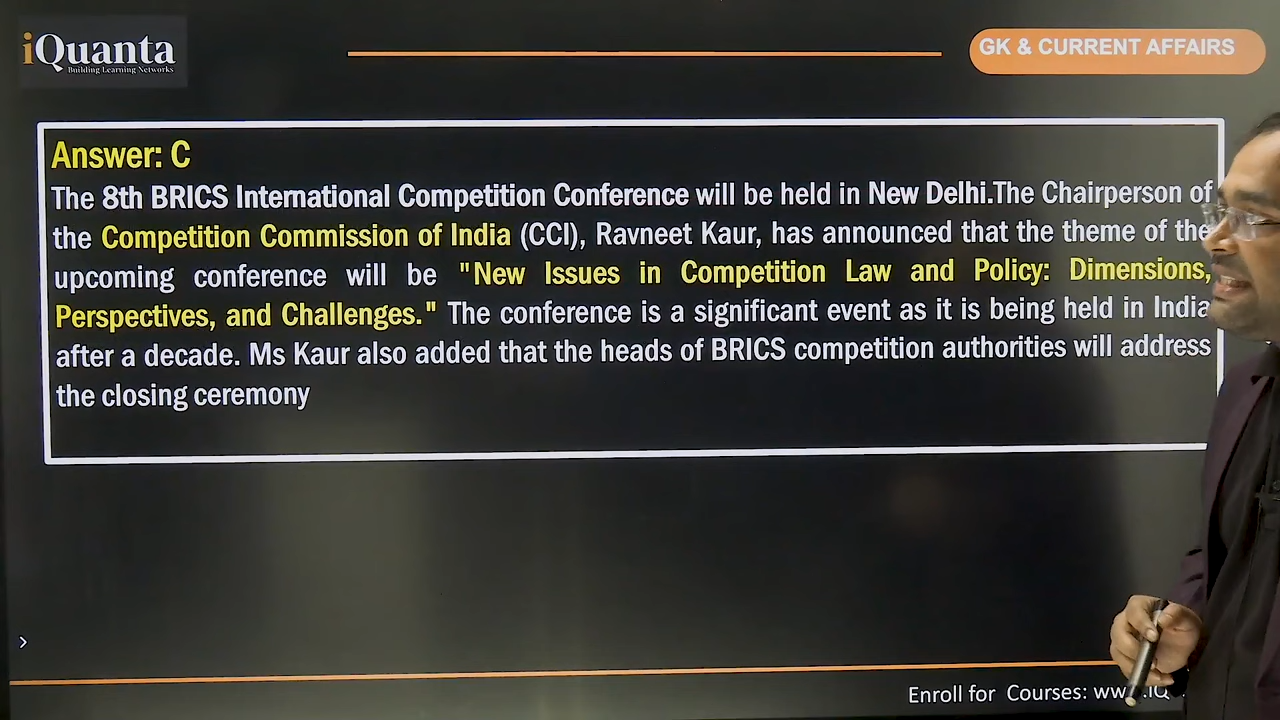 iQuanta
Building Learning Networks
GK & CURRENT AFFAIRS
Answer: C
The 8th BRICS International Competition Conference will be held in New Delhi.The Chairperson of
the Competition Commission of India (CCI), Ravneet Kaur, has announced that the theme of the
upcoming conference will be "New Issues in Competition Law and Policy: Dimensions,
Perspectives, and Challenges." The conference is a significant event as it is being held in India
after a decade. Ms Kaur also added that the heads of BRICS competition authorities will address
the closing ceremony
Enroll for Courses: